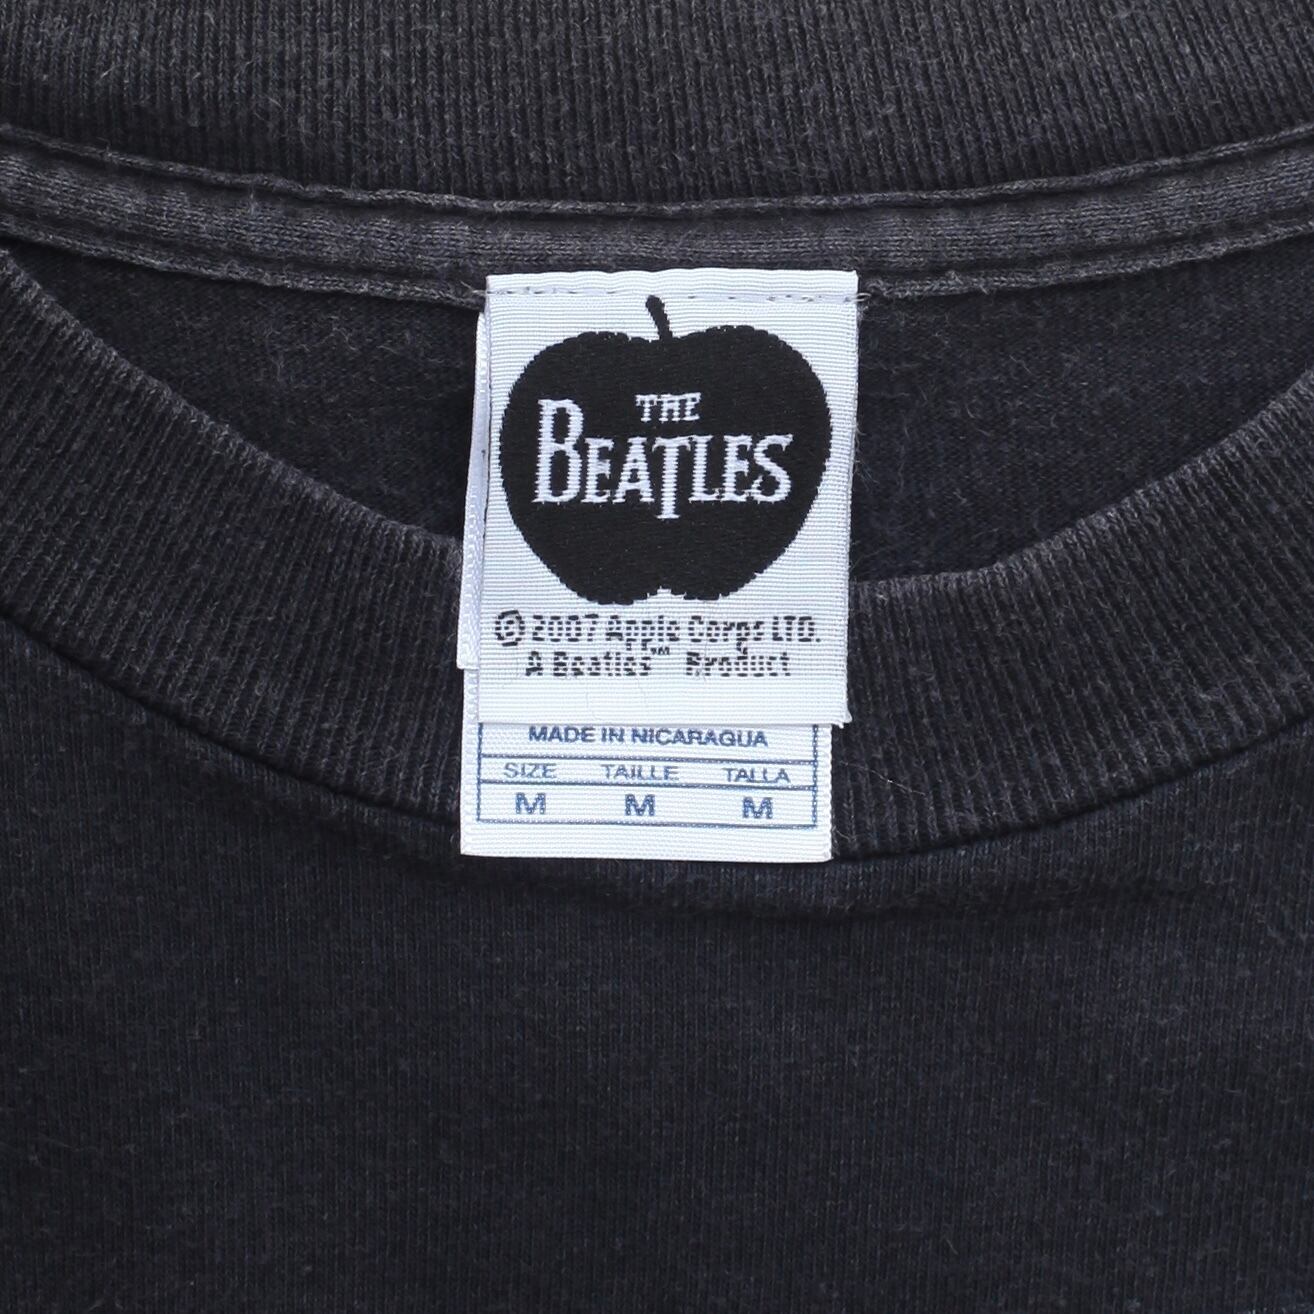 THE
BEATLES
© 2007 Apple Corps LTD.
A Beatles™ Product
MADE IN NICARAGUA
SIZE TAILLE TALLA
M M M